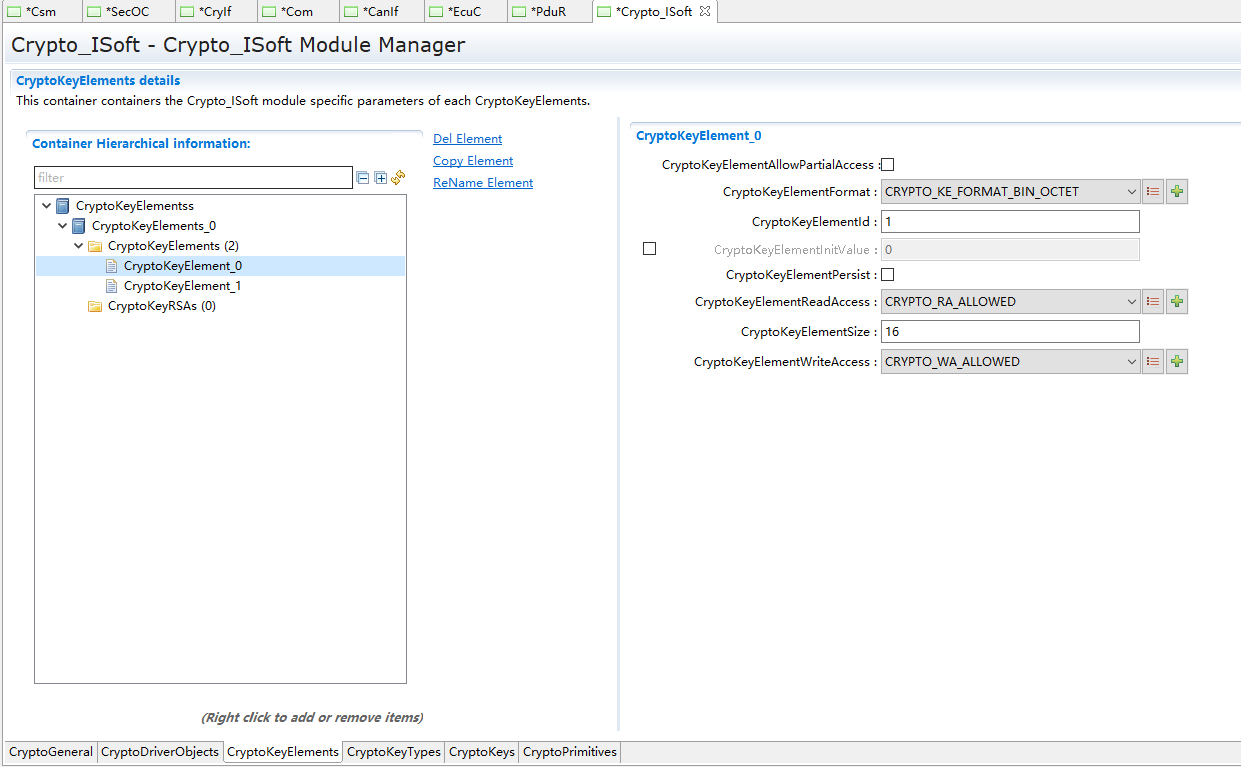 *Csm *SecOC *CryIf *Com *CanIf *EcuC *PduR *Crypto_ISoft
Crypto_ISoft - Crypto_ISoft Module Manager
CryptoKeyElements details
This container containers the Crypto_ISoft module specific parameters of each CryptoKeyElements.
Container Hierarchical information:
filter
CryptoKeyElementss
CryptoKeyElements_0
CryptoKeyElements (2)
CryptoKeyElement_0
CryptoKeyElement_1
CryptoKeyRSAs (0)
(Right click to add or remove items)
Del Element
Copy Element
ReName Element
CryptoKeyElement_0
CryptoKeyElementAllowPartialAccess :
CryptoKeyElementFormat : CRYPTO_KE_FORMAT_BIN_OCTET
CryptoKeyElementId : 1
CryptoKeyElementInitValue : 0
CryptoKeyElementPersist :
CryptoKeyElementReadAccess : CRYPTO_RA_ALLOWED
CryptoKeyElementSize : 16
CryptoKeyElementWriteAccess : CRYPTO_WA_ALLOWED
CryptoGeneral CryptoDriverObjects CryptoKeyElements CryptoKeyTypes CryptoKeys CryptoPrimitives